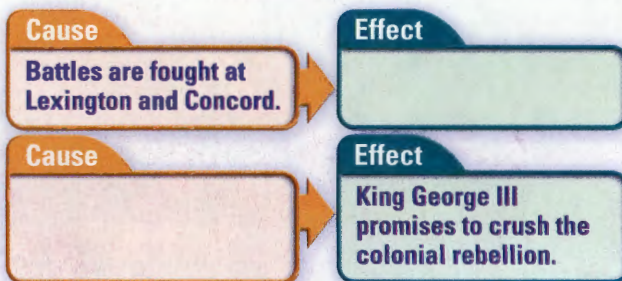 Cause
Battles are fought at
Lexington and Concord.
Effect
Cause
Effect
King George III
promises to crush the
colonial rebellion.